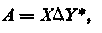 A = XΔY*,